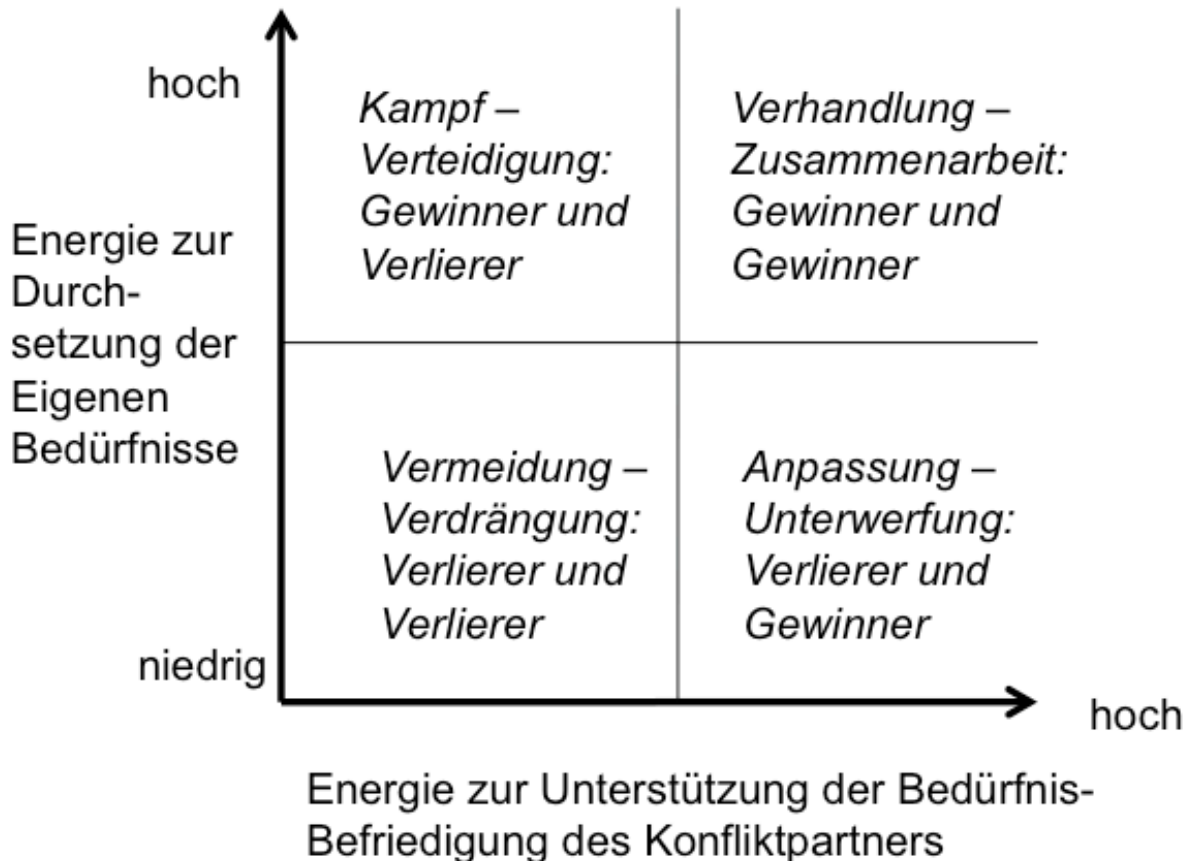 hoch
Kampf –
Verteidigung:
Gewinner und
Verlierer
Verhandlung –
Zusammenarbeit:
Gewinner und
Gewinner
Energie zur
Durch-
setzung der
Eigenen
Bedürfnisse
Vermeidung –
Verdrängung:
Verlierer und
Verlierer
Anpassung –
Unterwerfung:
Verlierer und
Gewinner
niedrig
hoch
Energie zur Unterstützung der Bedürfnis-
Befriedigung des Konfliktpartners